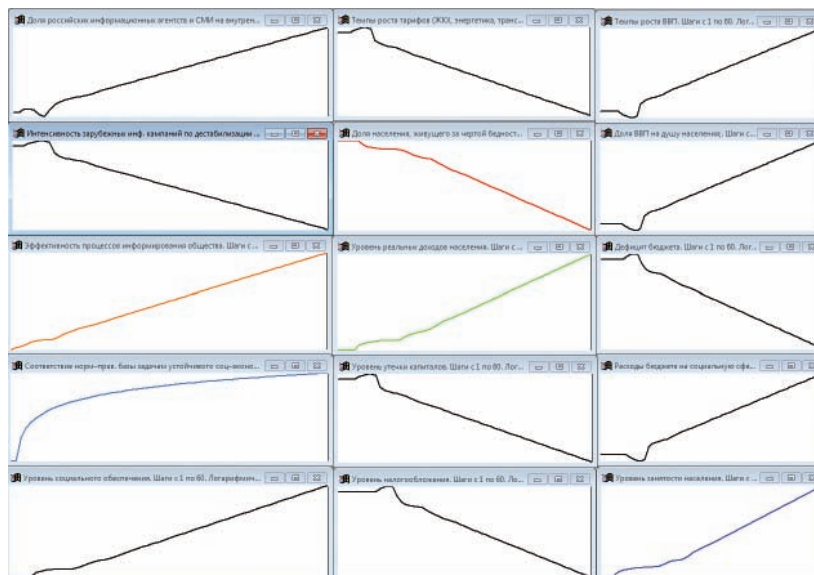 Доля российских информационных агентств и СМИ на внутрен...
Темпы роста тарифов (ЖКХ, энергетика, транс...
Темпы роста ВВП. Шаги с 1 по 60. Лог...
Интенсивность зарубежных инф. кампаний по дестабилизации ...
Доля населения, живущего за чертой беднос...
Доля ВВП на душу населения. Шаги с...
Эффективность процессов информирования общества. Шаги с...
Уровень реальных доходов населения. Шаги с ...
Дефицит бюджета. Шаги с 1 по 60. Лог...
Соответствие норм-прав. базы задачам устойчивого соц-эконо...
Уровень утечки капиталов. Шаги с 1 по 60. Лог...
Расходы бюджета на социальную сфе...
Уровень социального обеспечения. Шаги с 1 по 60. Логарифмич...
Уровень налогообложения. Шаги с 1 по 60. Ло...
Уровень занятости населения. Шаги с ...